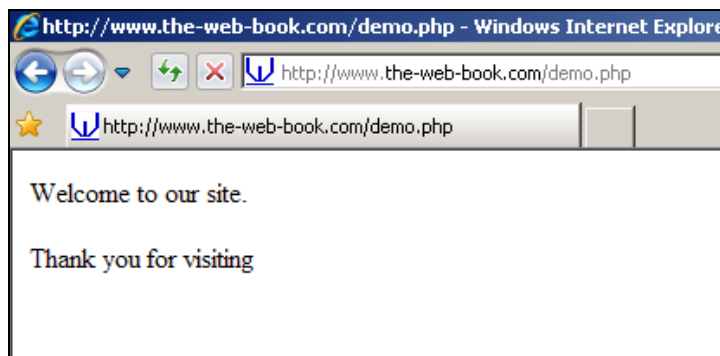 http://www.the-web-book.com/demo.php - Windows Internet Explore
http://www.the-web-book.com/demo.php
http://www.the-web-book.com/demo.php
Welcome to our site.
Thank you for visiting